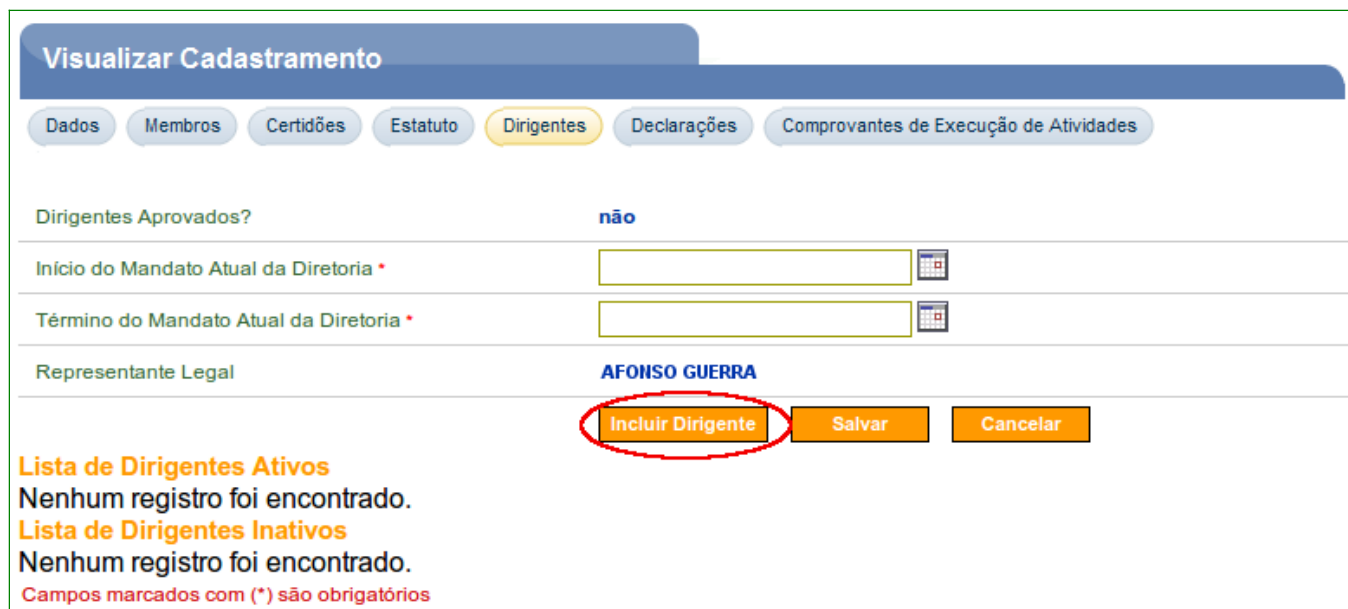 Visualizar Cadastramento
Dados Membros Certidões Estatuto Dirigentes Declarações Comprovantes de Execução de Atividades
Dirigentes Aprovados? não
Início do Mandato Atual da Diretoria *
Término do Mandato Atual da Diretoria *
Representante Legal AFONSO GUERRA
Incluir Dirigente Salvar Cancelar
Lista de Dirigentes Ativos
Nenhum registro foi encontrado.
Lista de Dirigentes Inativos
Nenhum registro foi encontrado.
Campos marcados com (*) são obrigatórios